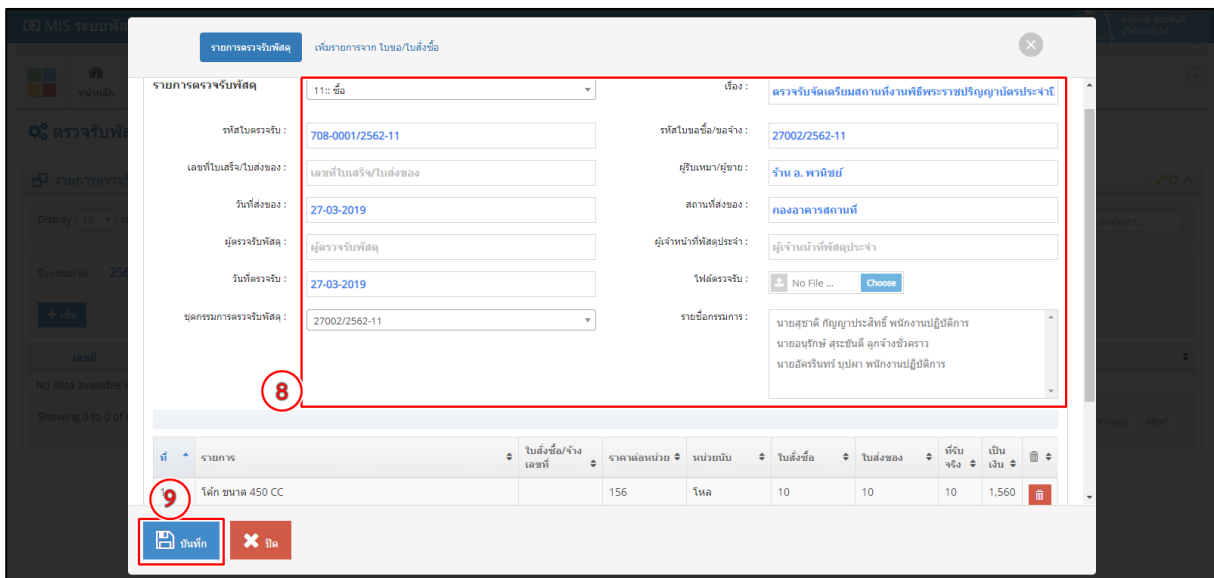 MIS ระบบพัส
อนุรักษ์ สระขันตี
ผู้ใช้งานทั่วไป
รายการตรวจรับพัสดุ เพิ่มรายการจาก ใบขอ/ใบสั่งซื้อ
หน้าหลัก
รายการตรวจรับพัสดุ 11:: ซื้อ เรื่อง : ตรวจรับจัดเตรียมสถานที่งานพิธีพระราชปริญญาบัตรประจำปี
ตรวจรับพัส
รหัสใบตรวจรับ : 708-0001/2562-11 รหัสใบขอซื้อ/ขอจ้าง : 27002/2562-11
เลขที่ใบเสร็จ/ใบส่งของ : เลขที่ใบเสร็จ/ใบส่งของ ผู้รับเหมา/ผู้ขาย : ร้าน อ. พานิชย์
รายการตรวจ
วันที่ส่งของ : 27-03-2019 สถานที่ส่งของ : กองอาคารสถานที่
Display 10
ผู้ตรวจรับพัสดุ : ผู้ตรวจรับพัสดุ ผู้เจ้าหน้าที่พัสดุประจำ : ผู้เจ้าหน้าที่พัสดุประจำ
ปีงบประมาณ : 256
วันที่ตรวจรับ : 27-03-2019 ไฟล์ตรวจรับ : No File ... Choose
+ เพิ่ม
ชุดกรรมการตรวจรับพัสดุ : 27002/2562-11 รายชื่อกรรมการ : นายสุชาติ กัญญาประสิทธิ์ พนักงานปฏิบัติการ
นายอนุรักษ์ สุระขันตี ลูกจ้างชั่วคราว
นายอัครรินทร์ บุปผา พนักงานปฏิบัติการ
เลขที่
No data available i
8
Showing 0 to 0 of
Next
ที่ รายการ ใบสั่งซื้อ/จ้าง เลขที่ ราคาต่อหน่วย หน่วยนับ ใบสั่งซื้อ ใบส่งของ ที่รับจริง เป็นเงิน
1 โค้ก ขนาด 450 CC 156 โหล 10 10 10 1,560
9
บันทึก ปิด